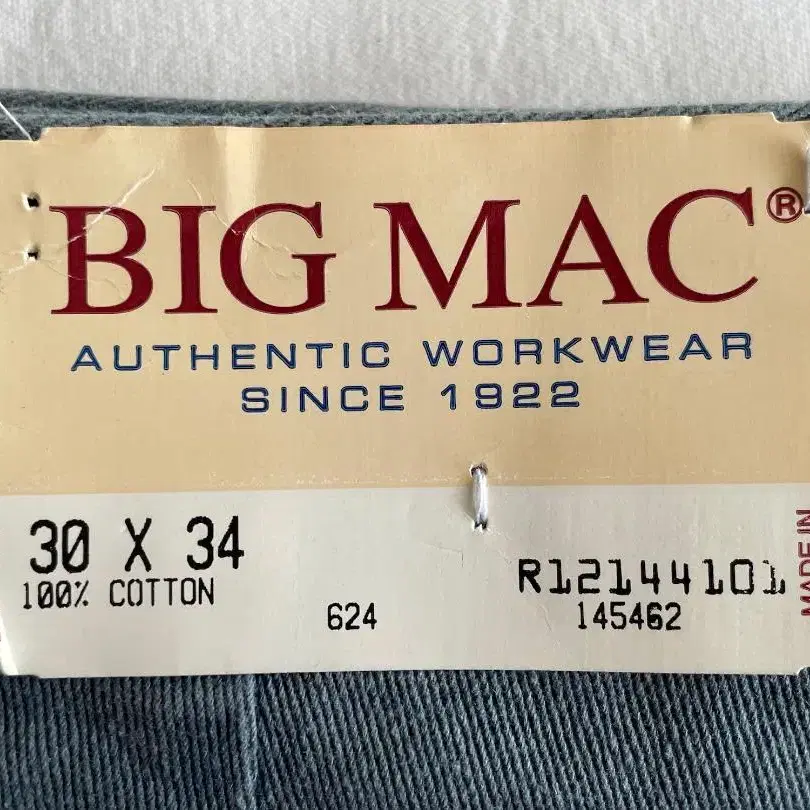 BIG MAC®
AUTHENTIC WORKWEAR
SINCE 1922
30 X 34
100% COTTON
624
R12144101
145462
MADE IN